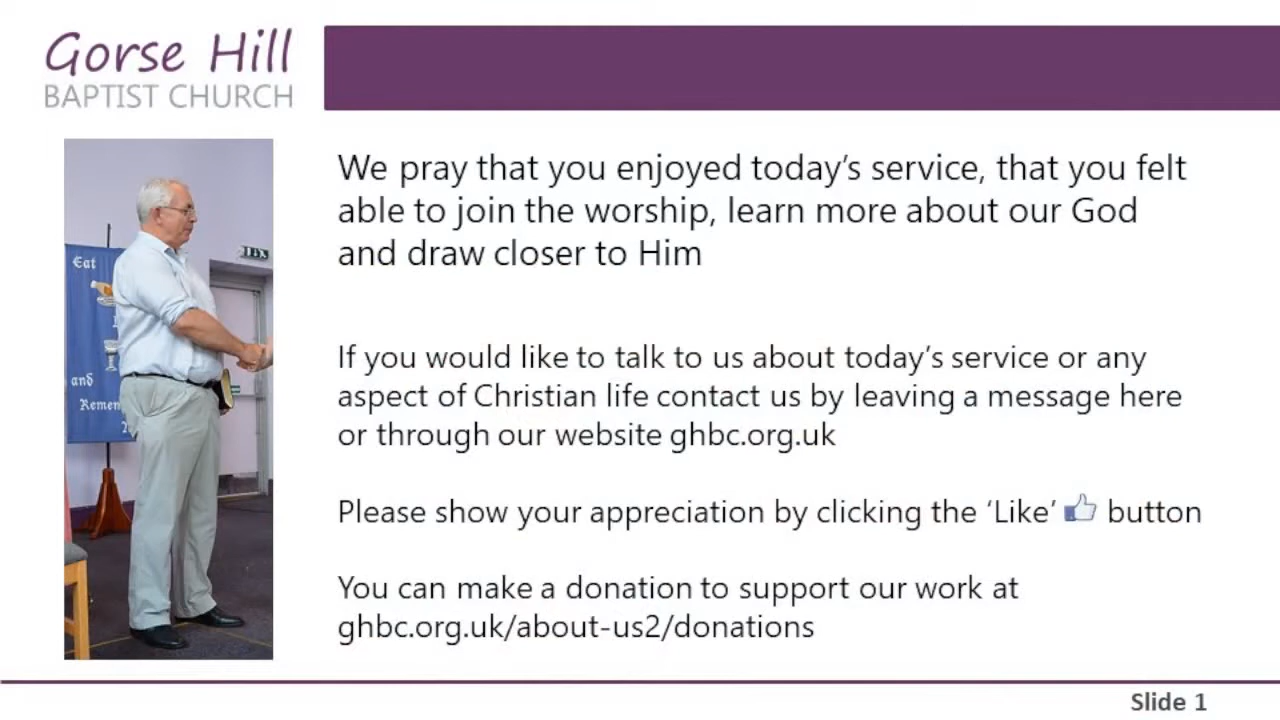 Gorse Hill
BAPTIST CHURCH
We pray that you enjoyed today's service, that you felt
able to join the worship, learn more about our God
and draw closer to Him
If you would like to talk to us about today's service or any
aspect of Christian life contact us by leaving a message here
or through our website ghbc.org.uk
Please show your appreciation by clicking the 'Like' button
You can make a donation to support our work at
ghbc.org.uk/about-us2/donations
Eat
and
Remem
Slide 1